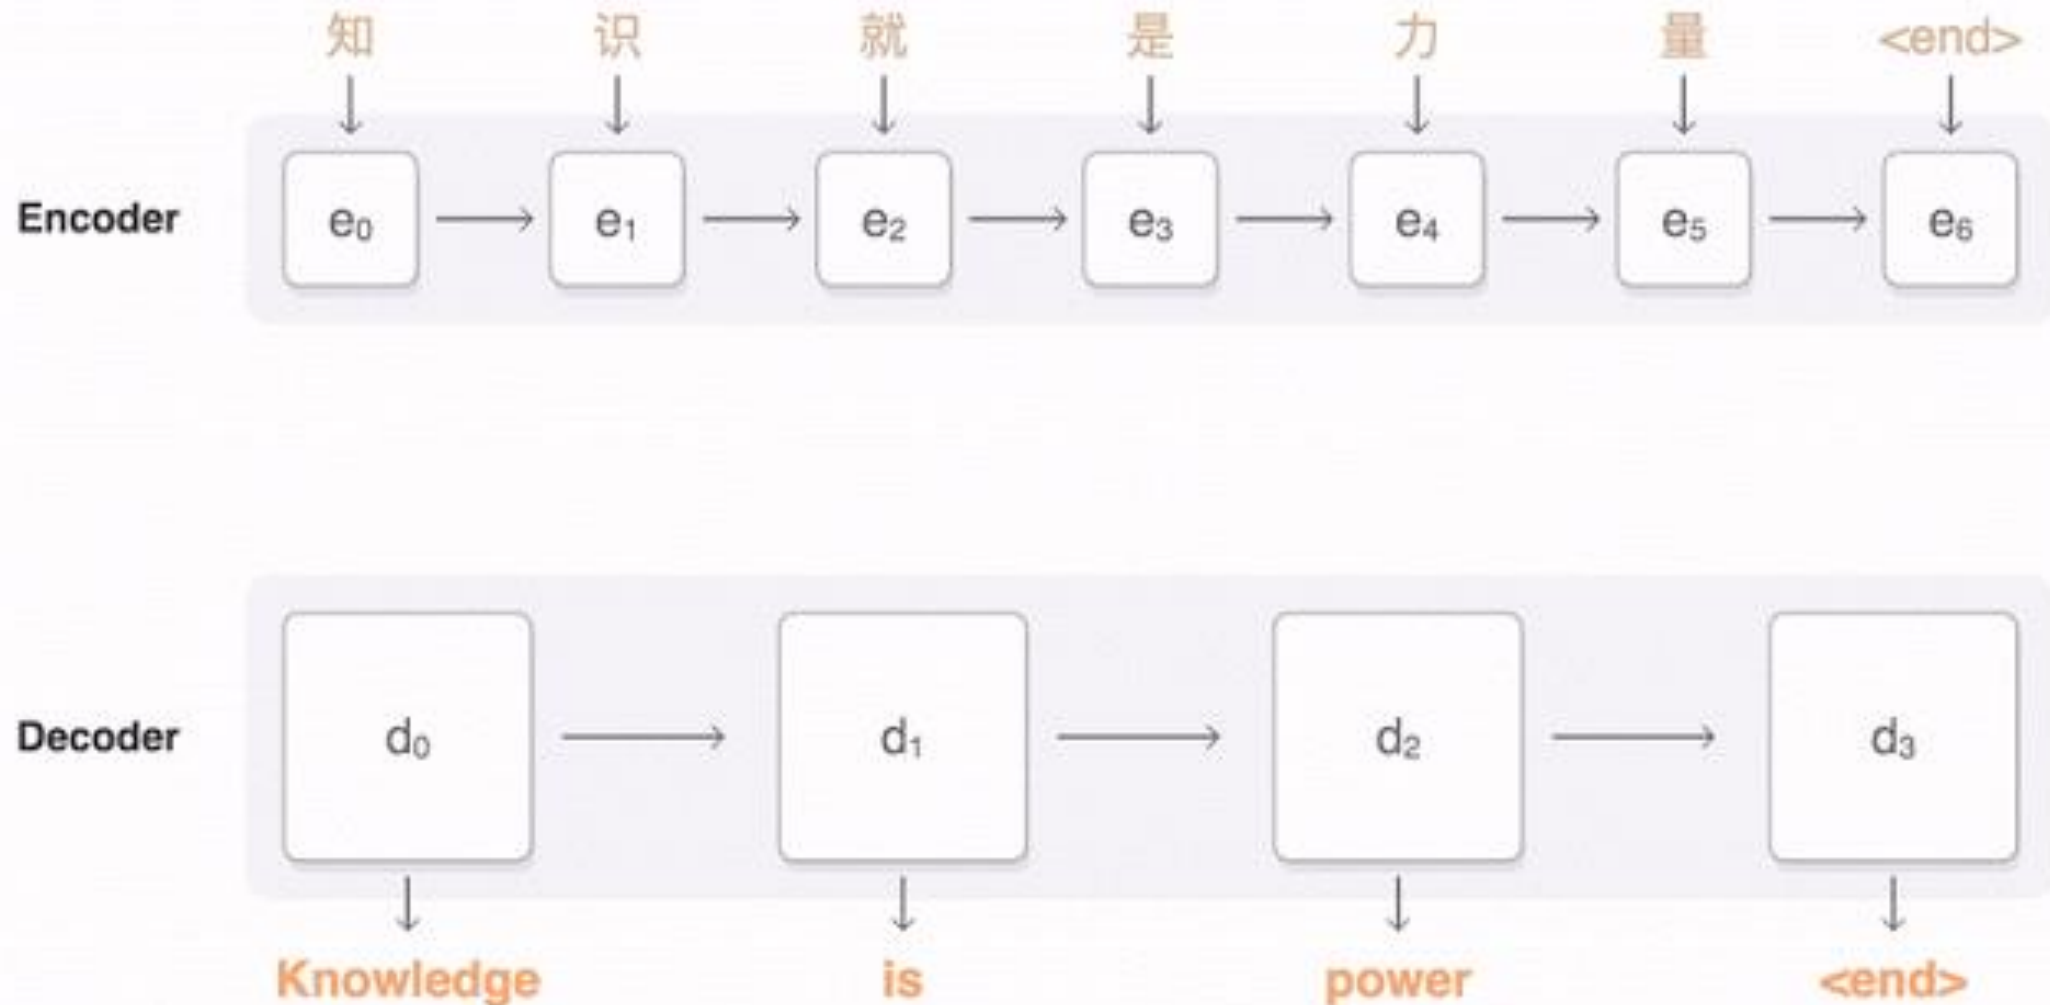 知 识 就 是 力 量 <end>
Encoder e₀ e₁ e₂ e₃ e₄ e₅ e₆
Decoder d₀ d₁ d₂ d₃
Knowledge is power <end>